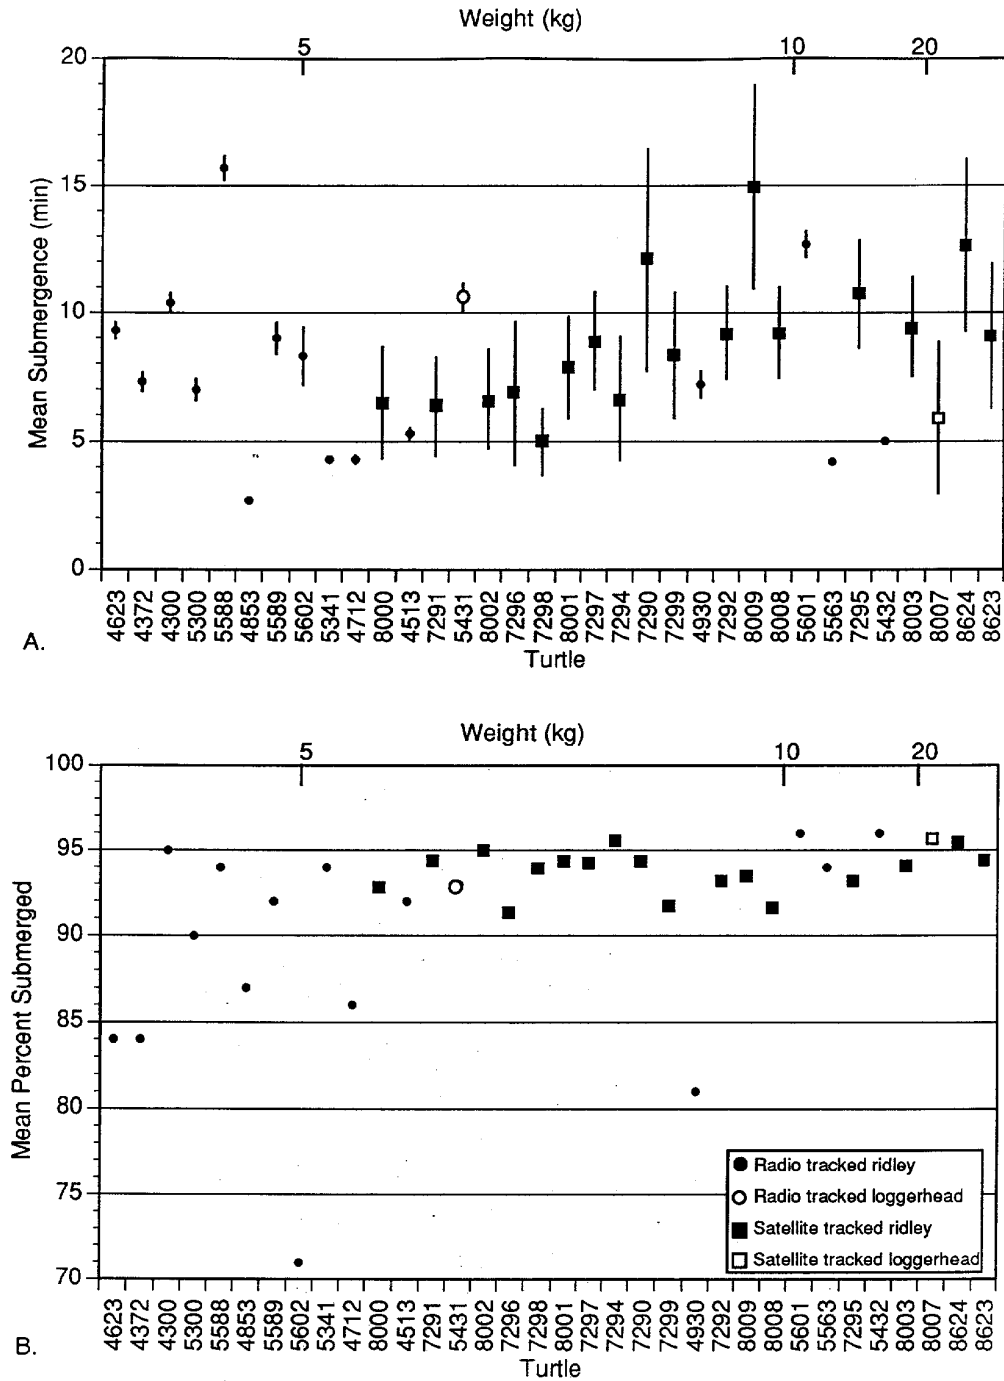 Weight (kg)
5 10 20
20
15
10
5
0
Mean Submergence (min)
4623 4372 4300 5300 5588 4853 5589 5602 5341 4712 8000 4513 7291 5431 8002 7296 7298 8001 7297 7294 7290 7299 4930 7292 8009 8008 5601 5563 7295 5432 8003 8007 8624 8623
A.
Turtle
Weight (kg)
5 10 20
100
95
90
85
80
75
70
Mean Percent Submerged
Radio tracked ridley
Radio tracked loggerhead
Satellite tracked ridley
Satellite tracked loggerhead
4623 4372 4300 5300 5588 4853 5589 5602 5341 4712 8000 4513 7291 5431 8002 7296 7298 8001 7297 7294 7290 7299 4930 7292 8009 8008 5601 5563 7295 5432 8003 8007 8624 8623
B.
Turtle